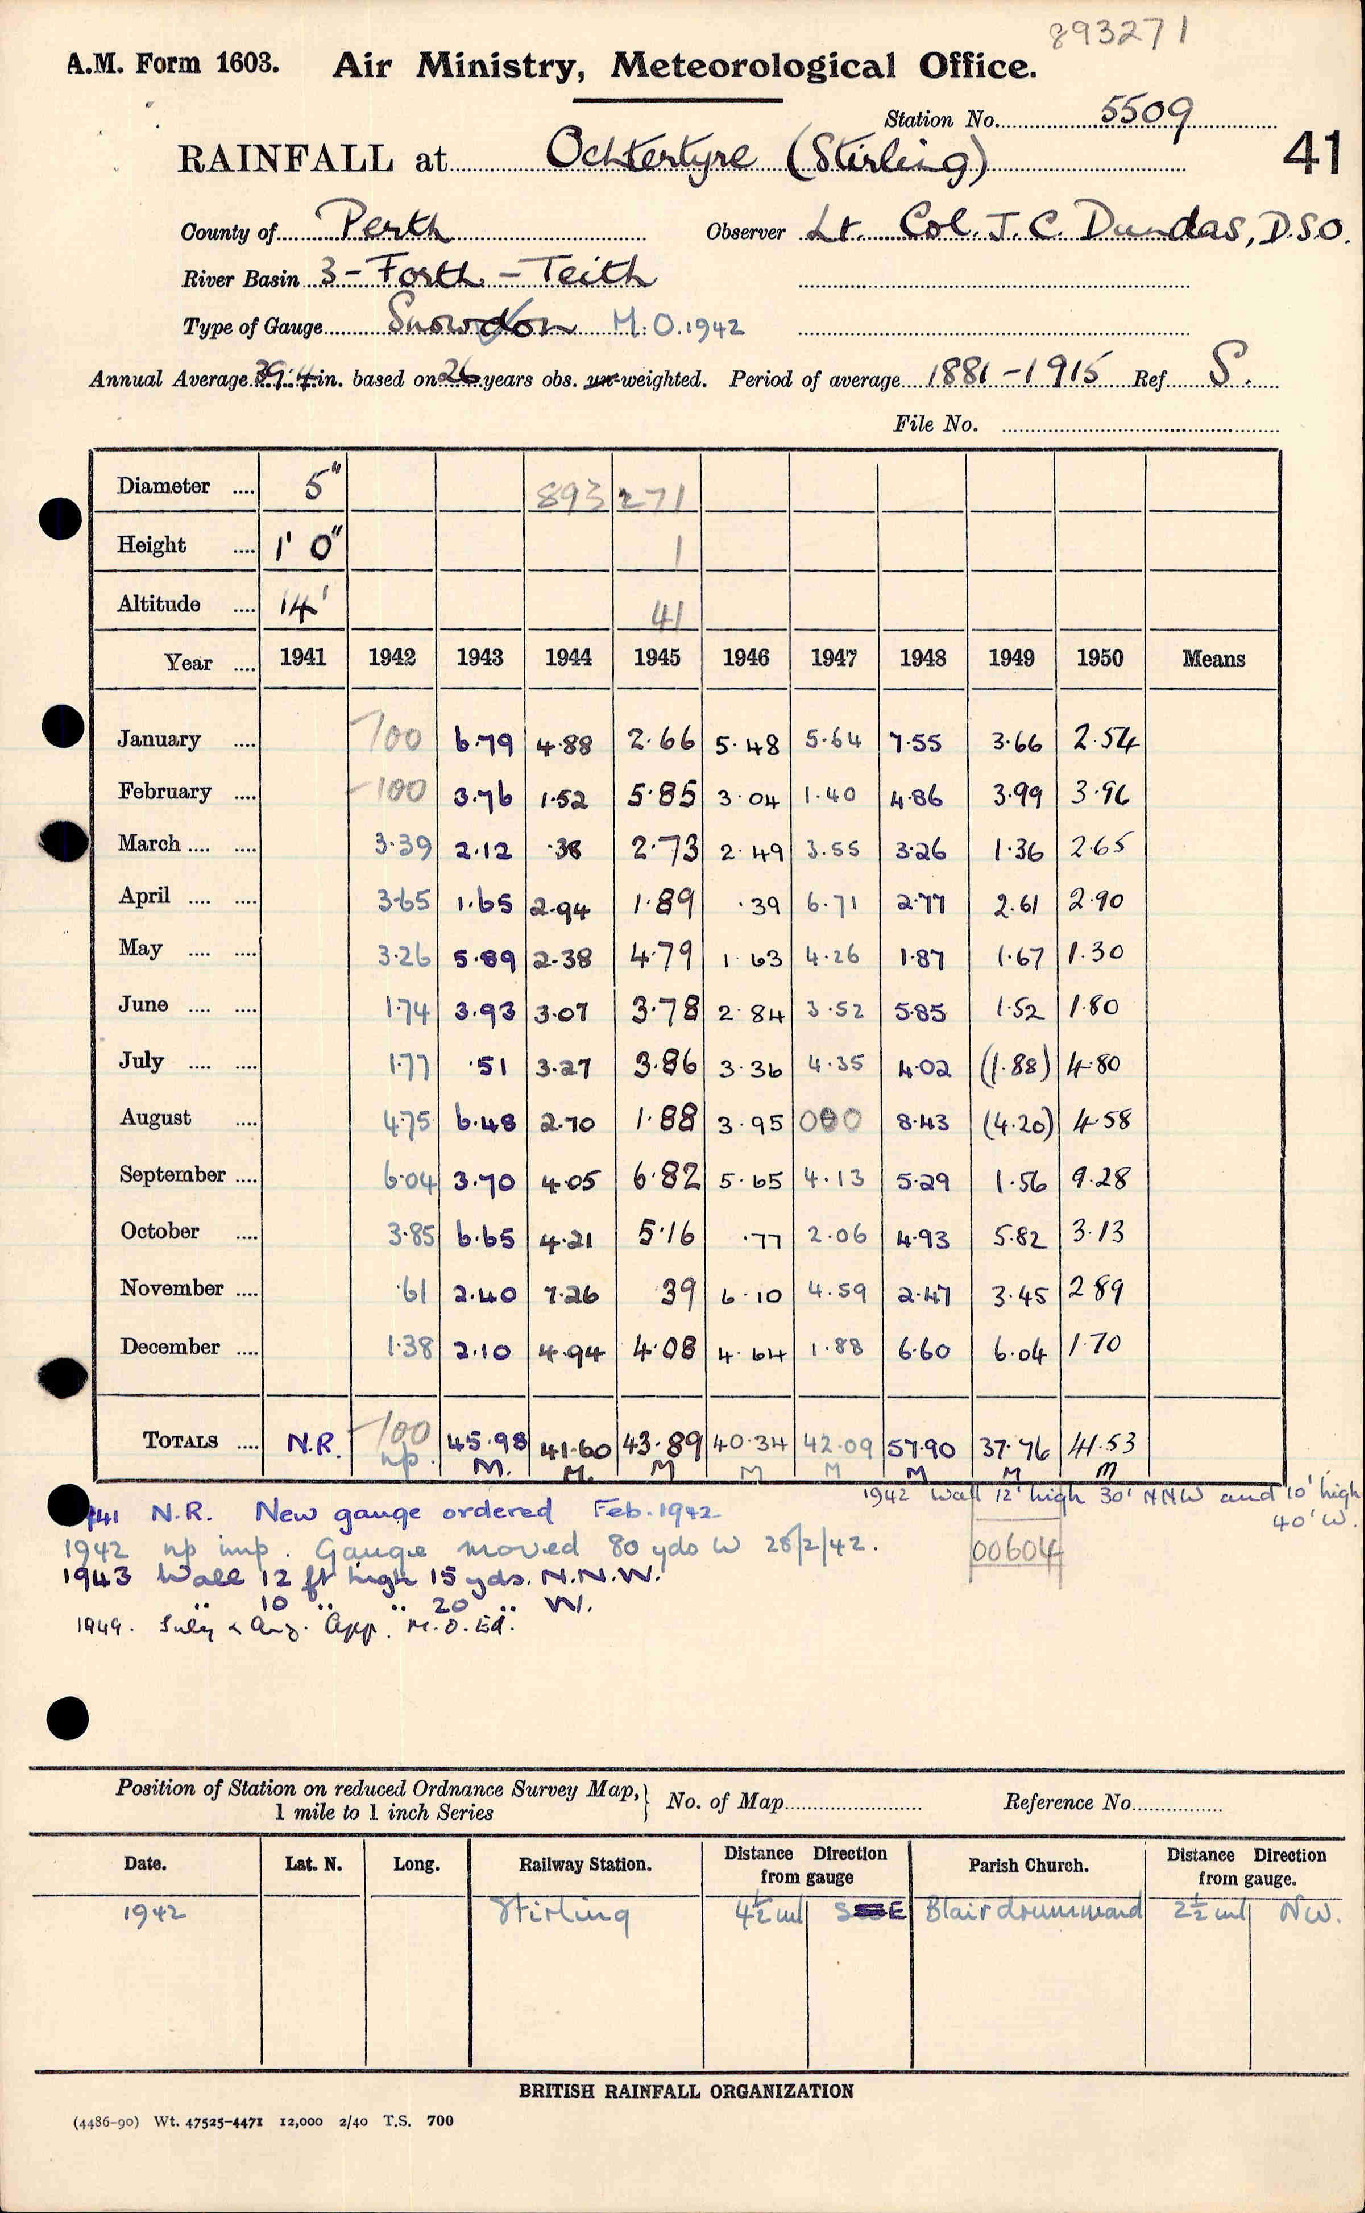 893271
A.M. Form 1603. Air Ministry, Meteorological Office.
Station No. 5509
RAINFALL at Ochtertyre (Stirling) 41
County of Perth Observer Lt. Col. J. C. Dundas, D.S.O.
River Basin 3 - Forth - Teith
Type of Gauge Snowdon M.O. 1942
Annual Average 39.4 in. based on 26 years obs. un-weighted. Period of average 1881-1915 Ref S.
File No.
Diameter .... 5" 893 271
Height .... 1' 0" 1
Altitude .... 14' 41
Year .... 1941 1942 1943 1944 1945 1946 1947 1948 1949 1950 Means
January .... -100 6.79 4.88 2.66 5.48 5.64 7.55 3.66 2.54
February .... -100 3.76 1.52 5.85 3.04 1.40 4.86 3.99 3.96
March .... .... 3.39 2.12 .38 2.73 2.49 3.55 3.26 1.36 2.65
April .... .... 3.65 1.65 2.94 1.89 .39 6.71 2.77 2.61 2.90
May .... .... 3.26 5.89 2.38 4.79 1.63 4.26 1.87 1.67 1.30
June .... .... 1.74 3.93 3.07 3.78 2.84 3.52 5.85 1.52 1.80
July .... .... 1.77 .51 3.27 3.86 3.36 4.35 4.02 (1.88) 4.80
August .... 4.75 6.48 2.70 1.88 3.95 000 8.43 (4.20) 4.58
September .... 6.04 3.70 4.05 6.82 5.65 4.13 5.29 1.56 9.28
October .... 3.85 6.65 4.21 5.16 .77 2.06 4.93 5.82 3.13
November .... .61 2.40 7.26 39 6.10 4.59 2.47 3.45 2 89
December .... 1.38 2.10 4.94 4.08 4.64 1.88 6.60 6.04 1.70
TOTALS .... N.R. -100 45.98 41.60 43.89 40.34 42.09 57.90 37.76 41.53
np. M. M. M M M M M M
1942 Wall 12' high 30' NNW and 10' high
40' W.
41 N.R. New gauge ordered Feb. 1942
1942 np imp. Gauge moved 80 yds W 28/2/42. 00604
1943 Wall 12 ft high 15 yds. N.N.W.
" 10 " " 20 " W.
1949. July & Aug. App. M.O. Ed.
Position of Station on reduced Ordnance Survey Map, } No. of Map Reference No.
1 mile to 1 inch Series
Date. Lat. N. Long. Railway Station. Distance Direction from gauge Parish Church. Distance Direction from gauge.
1942 Stirling 4½ ml S E Blairdrummond 2½ ml NW.
BRITISH RAINFALL ORGANIZATION
(4486-90) Wt. 47525-4471 12,000 2/40 T.S. 700